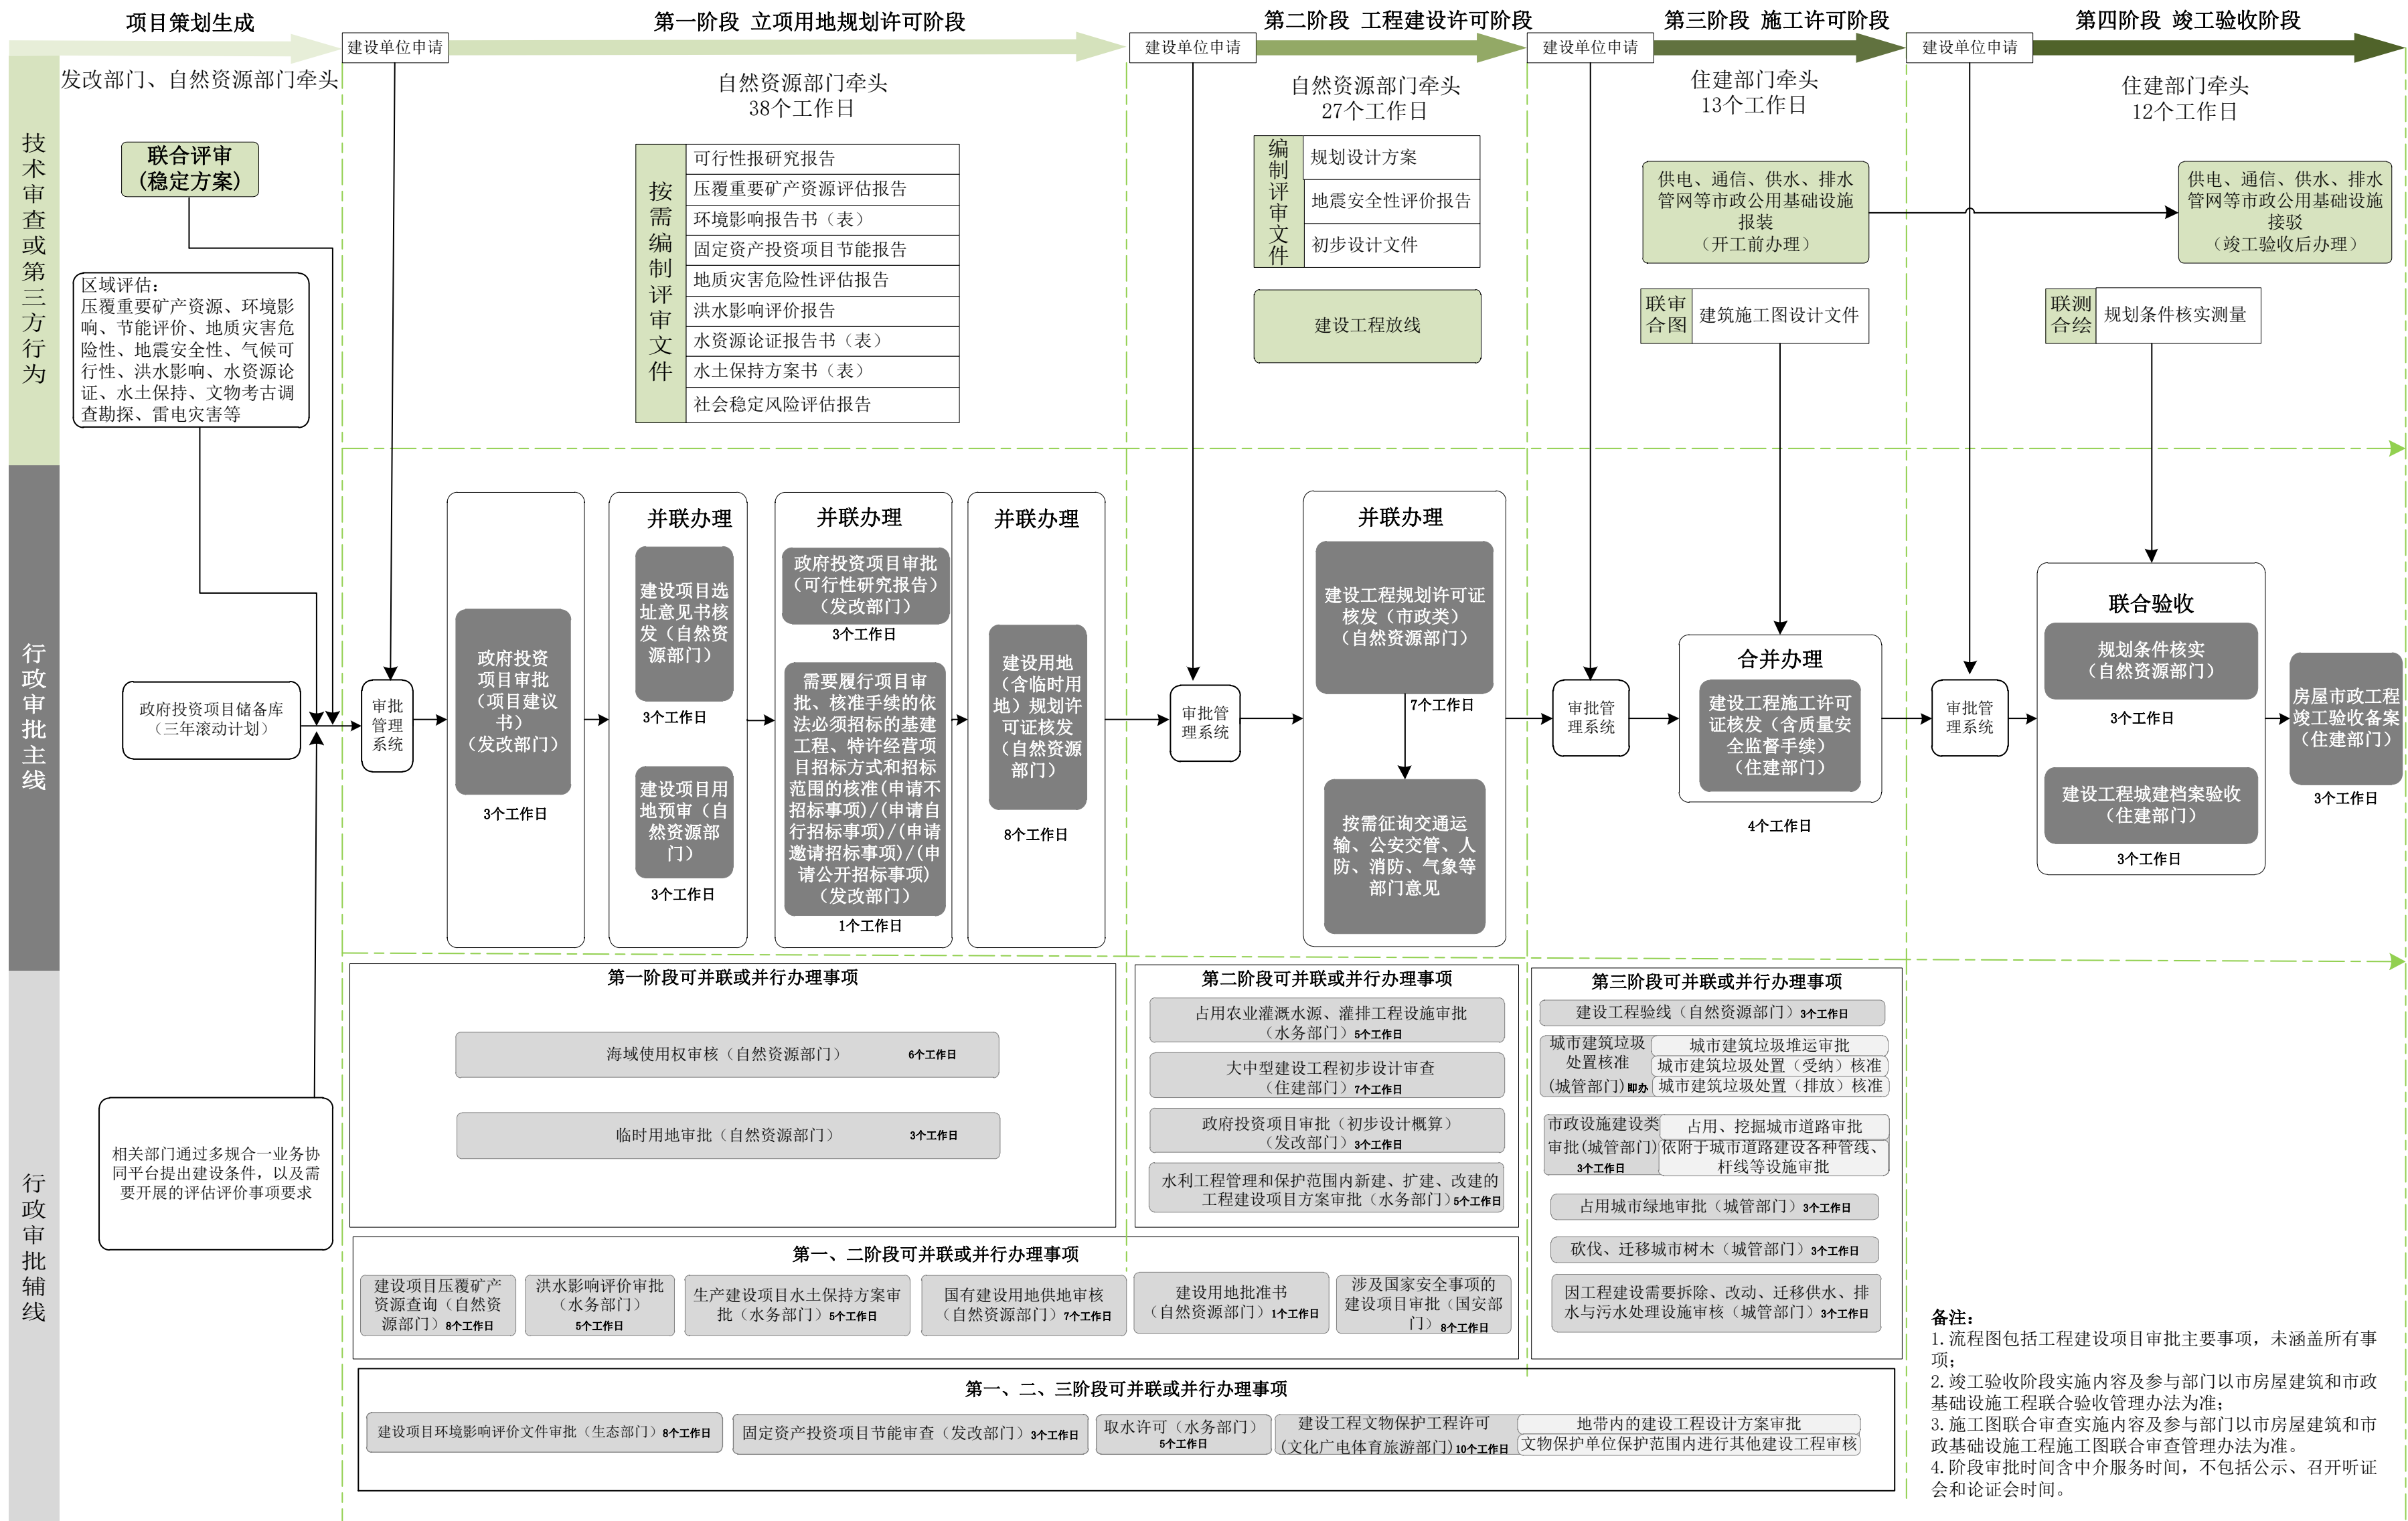 项目策划生成
第一阶段 立项用地规划许可阶段
第二阶段 工程建设许可阶段
第三阶段 施工许可阶段
第四阶段 竣工验收阶段
建设单位申请
建设单位申请
建设单位申请
建设单位申请
发改部门、自然资源部门牵头
自然资源部门牵头
38个工作日
自然资源部门牵头
27个工作日
住建部门牵头
13个工作日
住建部门牵头
12个工作日
技术审查或第三方行为
联合评审
(稳定方案)
区域评估:
压覆重要矿产资源、环境影
响、节能评价、地质灾害危
险性、地震安全性、气候可
行性、洪水影响、水资源论
证、水土保持、文物考古调
查勘探、雷电灾害等
按需编制评审文件
可行性报研究报告
压覆重要矿产资源评估报告
环境影响报告书（表）
固定资产投资项目节能报告
地质灾害危险性评估报告
洪水影响评价报告
水资源论证报告书（表）
水土保持方案书（表）
社会稳定风险评估报告
编制评审文件
规划设计方案
地震安全性评价报告
初步设计文件
建设工程放线
供电、通信、供水、排水
管网等市政公用基础设施
报装
（开工前办理）
联审
合图
建筑施工图设计文件
供电、通信、供水、排水
管网等市政公用基础设施
接驳
（竣工验收后办理）
联测
合绘
规划条件核实测量
行政审批主线
政府投资项目储备库
（三年滚动计划）
审批
管理
系统
政府投资
项目审批
（项目建议
书）
（发改部门）
3个工作日
并联办理
建设项目选
址意见书核
发（自然资
源部门）
3个工作日
建设项目用
地预审（自
然资源部
门）
3个工作日
并联办理
政府投资项目审批
（可行性研究报告）
（发改部门）
3个工作日
需要履行项目审
批、核准手续的依
法必须招标的基建
工程、特许经营项
目招标方式和招标
范围的核准(申请不
招标事项)/(申请自
行招标事项)/(申请
邀请招标事项)/(申
请公开招标事项)
（发改部门）
1个工作日
并联办理
建设用地
（含临时用
地）规划许
可证核发
（自然资源
部门）
8个工作日
审批管
理系统
并联办理
建设工程规划许可证
核发（市政类）
（自然资源部门）
7个工作日
按需征询交通运
输、公安交管、人
防、消防、气象等
部门意见
审批管
理系统
合并办理
建设工程施工许可
证核发（含质量安
全监督手续）
（住建部门）
4个工作日
审批管
理系统
联合验收
规划条件核实
（自然资源部门）
3个工作日
建设工程城建档案验收
（住建部门）
3个工作日
房屋市政工程
竣工验收备案
（住建部门）
3个工作日
行政审批辅线
相关部门通过多规合一业务协
同平台提出建设条件，以及需
要开展的评估评价事项要求
第一阶段可并联或并行办理事项
海域使用权审核（自然资源部门） 6个工作日
临时用地审批（自然资源部门） 3个工作日
第二阶段可并联或并行办理事项
占用农业灌溉水源、灌排工程设施审批
（水务部门）5个工作日
大中型建设工程初步设计审查
（住建部门）7个工作日
政府投资项目审批（初步设计概算）
（发改部门）3个工作日
水利工程管理和保护范围内新建、扩建、改建的
工程建设项目方案审批（水务部门）5个工作日
第三阶段可并联或并行办理事项
建设工程验线（自然资源部门）3个工作日
城市建筑垃圾
处置核准
(城管部门)即办
城市建筑垃圾堆运审批
城市建筑垃圾处置（受纳）核准
城市建筑垃圾处置（排放）核准
市政设施建设类
审批(城管部门)
3个工作日
占用、挖掘城市道路审批
依附于城市道路建设各种管线、
杆线等设施审批
占用城市绿地审批（城管部门）3个工作日
砍伐、迁移城市树木（城管部门）3个工作日
因工程建设需要拆除、改动、迁移供水、排
水与污水处理设施审核（城管部门）3个工作日
第一、二阶段可并联或并行办理事项
建设项目压覆矿产
资源查询（自然资
源部门）8个工作日
洪水影响评价审批
（水务部门）
5个工作日
生产建设项目水土保持方案审
批（水务部门）5个工作日
国有建设用地供地审核
（自然资源部门）7个工作日
建设用地批准书
（自然资源部门）1个工作日
涉及国家安全事项的
建设项目审批（国安部
门）8个工作日
第一、二、三阶段可并联或并行办理事项
建设项目环境影响评价文件审批（生态部门）8个工作日
固定资产投资项目节能审查（发改部门）3个工作日
取水许可（水务部门）
5个工作日
建设工程文物保护工程许可
(文化广电体育旅游部门)10个工作日
地带内的建设工程设计方案审批
文物保护单位保护范围内进行其他建设工程审核
备注：
1.流程图包括工程建设项目审批主要事项，未涵盖所有事
项；
2.竣工验收阶段实施内容及参与部门以市房屋建筑和市政
基础设施工程联合验收管理办法为准；
3.施工图联合审查实施内容及参与部门以市房屋建筑和市
政基础设施工程施工图联合审查管理办法为准。
4.阶段审批时间含中介服务时间，不包括公示、召开听证
会和论证会时间。